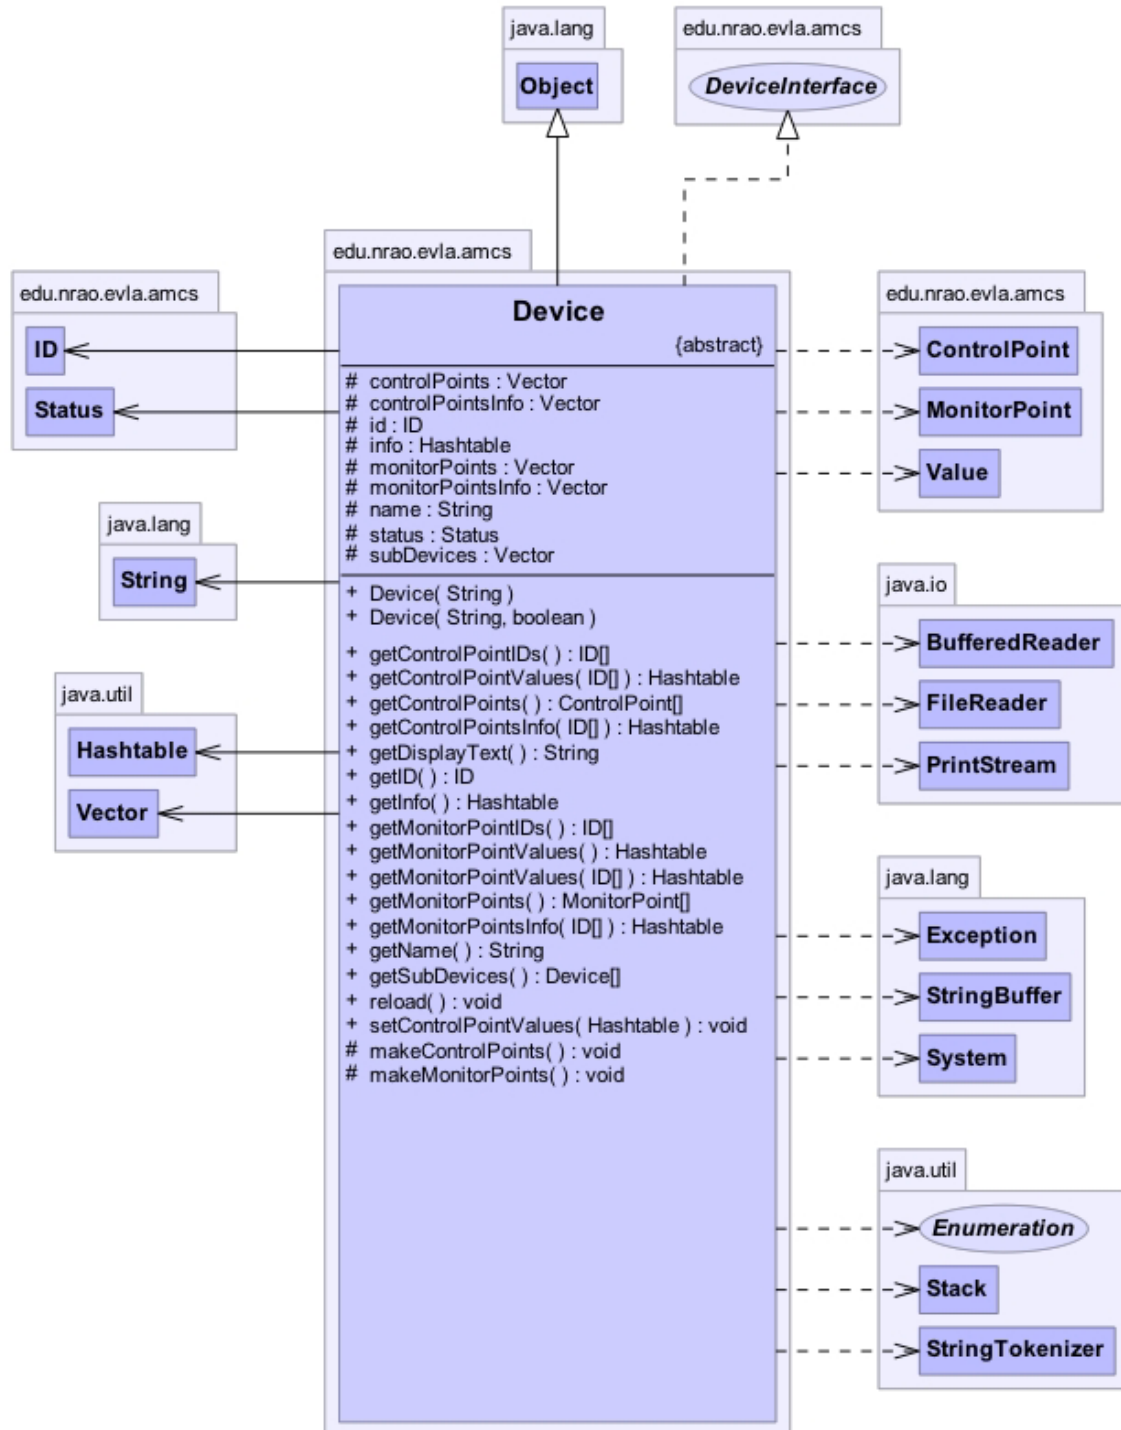 java.lang
Object
edu.nrao.evla.amcs
DeviceInterface
edu.nrao.evla.amcs
ID
Status
java.lang
String
java.util
Hashtable
Vector
edu.nrao.evla.amcs
Device
{abstract}
# controlPoints : Vector
# controlPointsInfo : Vector
# id : ID
# info : Hashtable
# monitorPoints : Vector
# monitorPointsInfo : Vector
# name : String
# status : Status
# subDevices : Vector
+ Device( String )
+ Device( String, boolean )
+ getControlPointIDs( ) : ID[]
+ getControlPointValues( ID[] ) : Hashtable
+ getControlPoints( ) : ControlPoint[]
+ getControlPointsInfo( ID[] ) : Hashtable
+ getDisplayText( ) : String
+ getID( ) : ID
+ getInfo( ) : Hashtable
+ getMonitorPointIDs( ) : ID[]
+ getMonitorPointValues( ) : Hashtable
+ getMonitorPointValues( ID[] ) : Hashtable
+ getMonitorPoints( ) : MonitorPoint[]
+ getMonitorPointsInfo( ID[] ) : Hashtable
+ getName( ) : String
+ getSubDevices( ) : Device[]
+ reload( ) : void
+ setControlPointValues( Hashtable ) : void
# makeControlPoints( ) : void
# makeMonitorPoints( ) : void
edu.nrao.evla.amcs
ControlPoint
MonitorPoint
Value
java.io
BufferedReader
FileReader
PrintStream
java.lang
Exception
StringBuffer
System
java.util
Enumeration
Stack
StringTokenizer